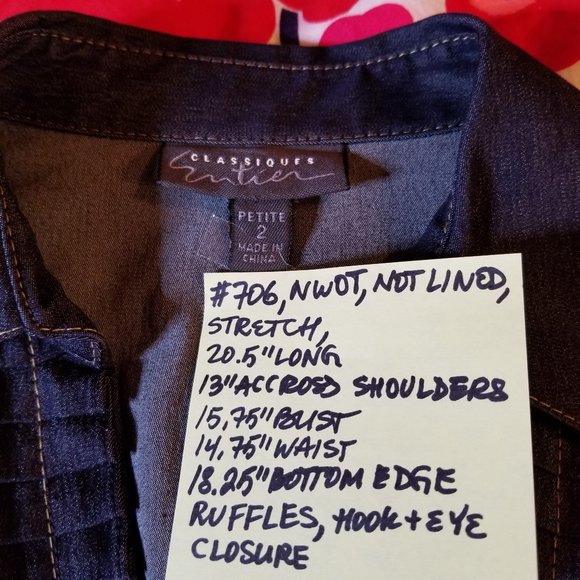 CLASSIQUES
Entier
PETITE
2
MADE IN
CHINA
#706, NWOT, NOT LINED,
STRETCH,
20.5" LONG
13" ACCROSD SHOULDERS
15,75" BUST
14,75" WAIST
18.25" BOTTOM EDGE
RUFFLES, HOOK + EYE
CLOSURE